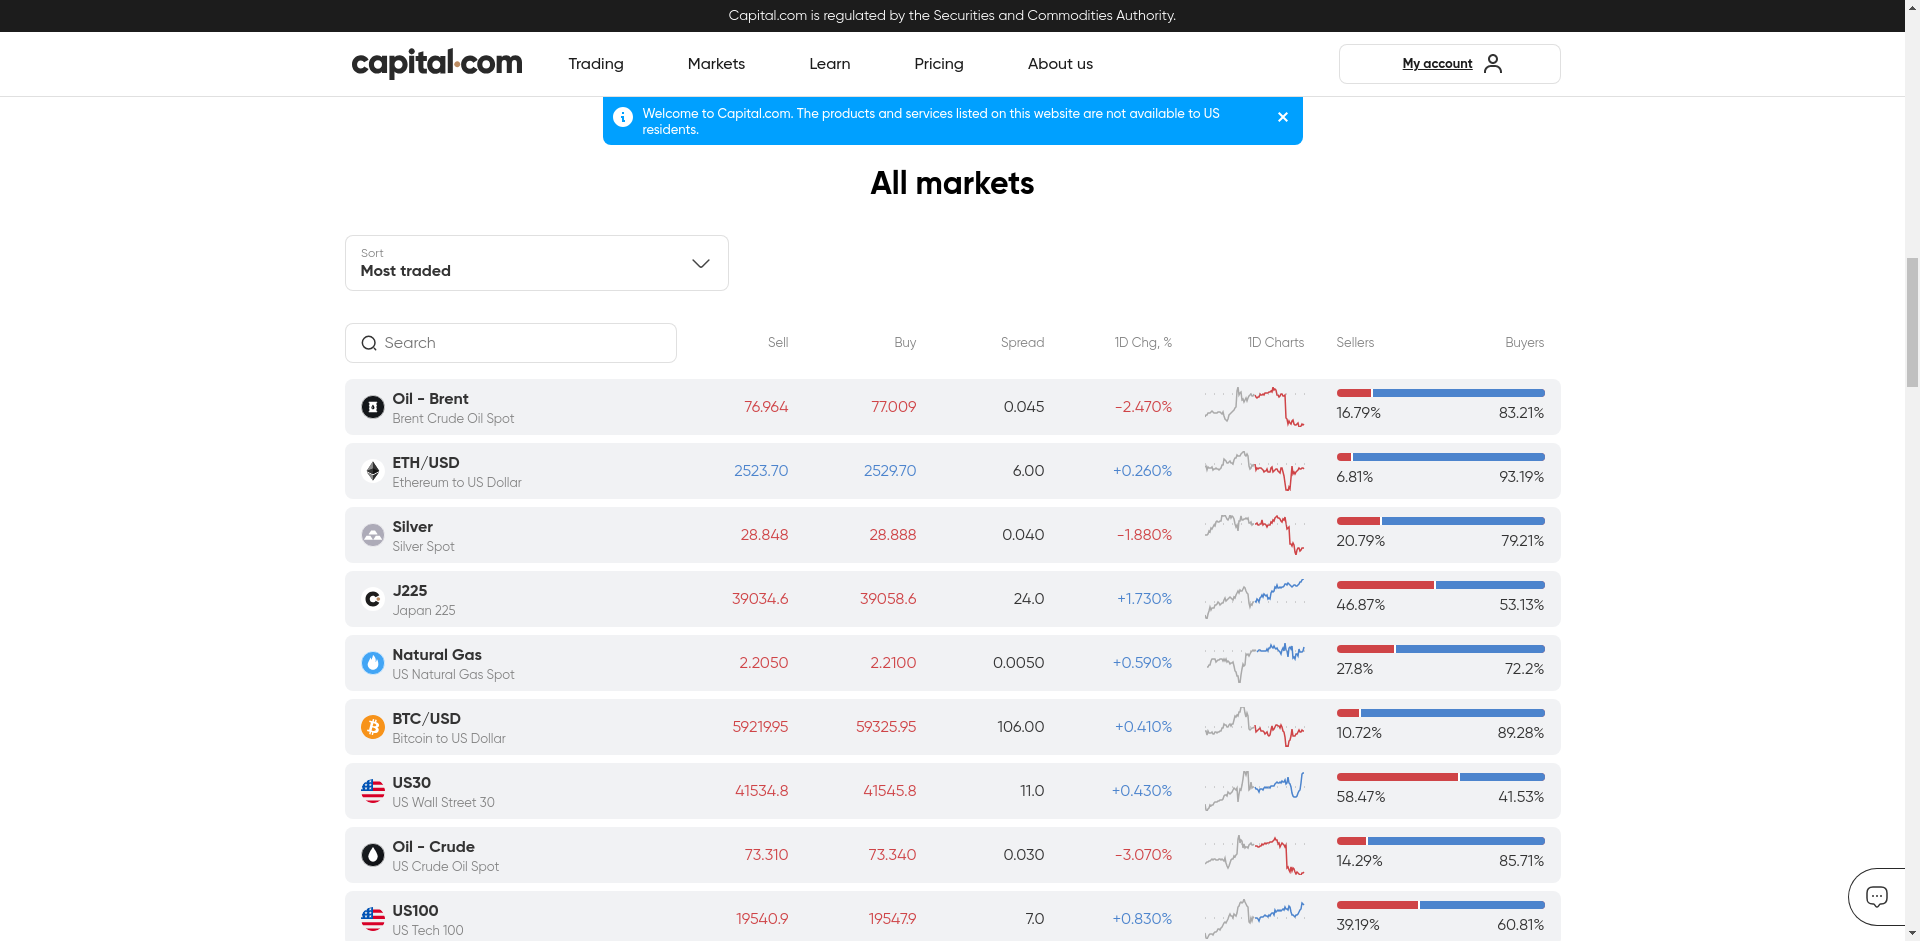 Capital.com is regulated by the Securities and Commodities Authority.
capital.com Trading Markets Learn Pricing About us My account
Welcome to Capital.com. The products and services listed on this website are not available to US
residents.
All markets
Sort
Most traded
Search Sell Buy Spread 1D Chg, % 1D Charts Sellers Buyers
Oil - Brent
Brent Crude Oil Spot
76.964 77.009 0.045 -2.470% 16.79% 83.21%
ETH/USD
Ethereum to US Dollar
2523.70 2529.70 6.00 +0.260% 6.81% 93.19%
Silver
Silver Spot
28.848 28.888 0.040 -1.880% 20.79% 79.21%
J225
Japan 225
39034.6 39058.6 24.0 +1.730% 46.87% 53.13%
Natural Gas
US Natural Gas Spot
2.2050 2.2100 0.0050 +0.590% 27.8% 72.2%
BTC/USD
Bitcoin to US Dollar
59219.95 59325.95 106.00 +0.410% 10.72% 89.28%
US30
US Wall Street 30
41534.8 41545.8 11.0 +0.430% 58.47% 41.53%
Oil - Crude
US Crude Oil Spot
73.310 73.340 0.030 -3.070% 14.29% 85.71%
US100
US Tech 100
19540.9 19547.9 7.0 +0.830% 39.19% 60.81%